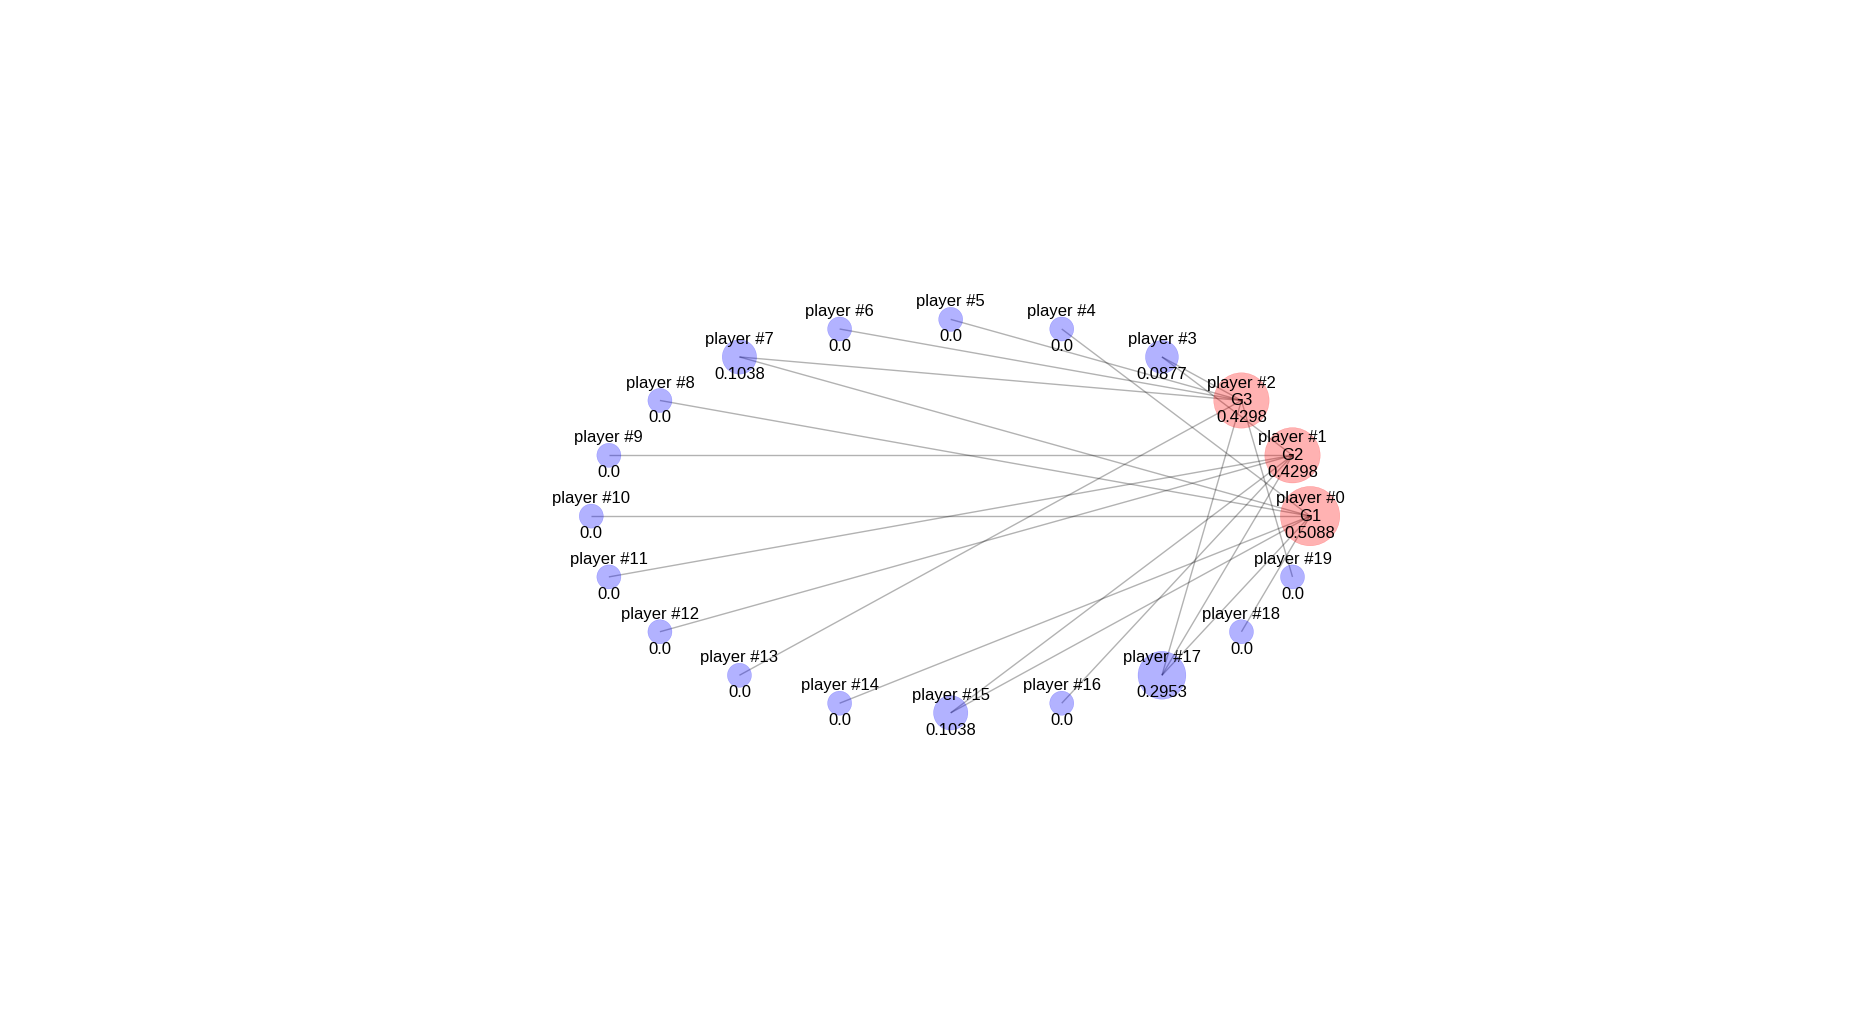 player #5
player #6
player #4
0.0
player #7
0.0
0.0
player #3
0.1038
0.0877
player #8
player #2
G3
0.0
0.4298
player #9
player #1
G2
0.0
0.4298
player #10
player #0
G1
0.0
0.5088
player #11
player #19
0.0
0.0
player #12
player #18
0.0
0.0
player #13
player #17
0.0
0.2953
player #14
player #16
player #15
0.0
0.0
0.1038